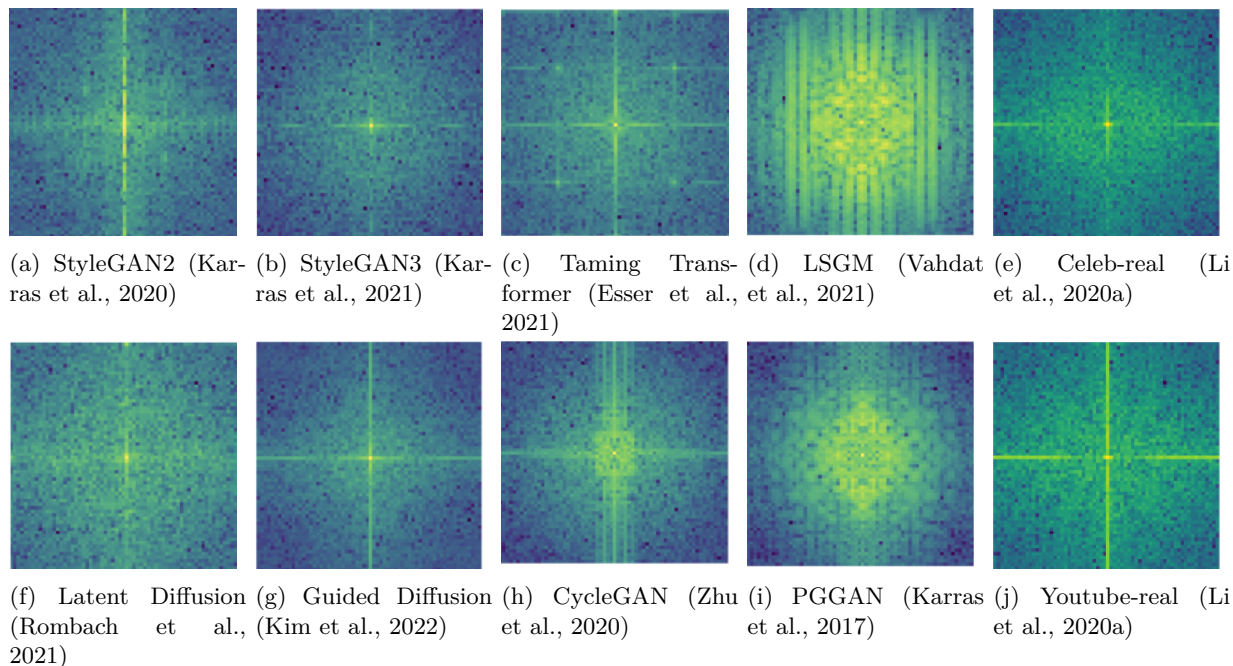 (a) StyleGAN2 (Kar-
ras et al., 2020)
(b) StyleGAN3 (Kar-
ras et al., 2021)
(c) Taming Trans-
former (Esser et al.,
2021)
(d) LSGM (Vahdat
et al., 2021)
(e) Celeb-real (Li
et al., 2020a)
(f) Latent Diffusion
(Rombach et al.,
2021)
(g) Guided Diffusion
(Kim et al., 2022)
(h) CycleGAN (Zhu
et al., 2020)
(i) PGGAN (Karras
et al., 2017)
(j) Youtube-real (Li
et al., 2020a)